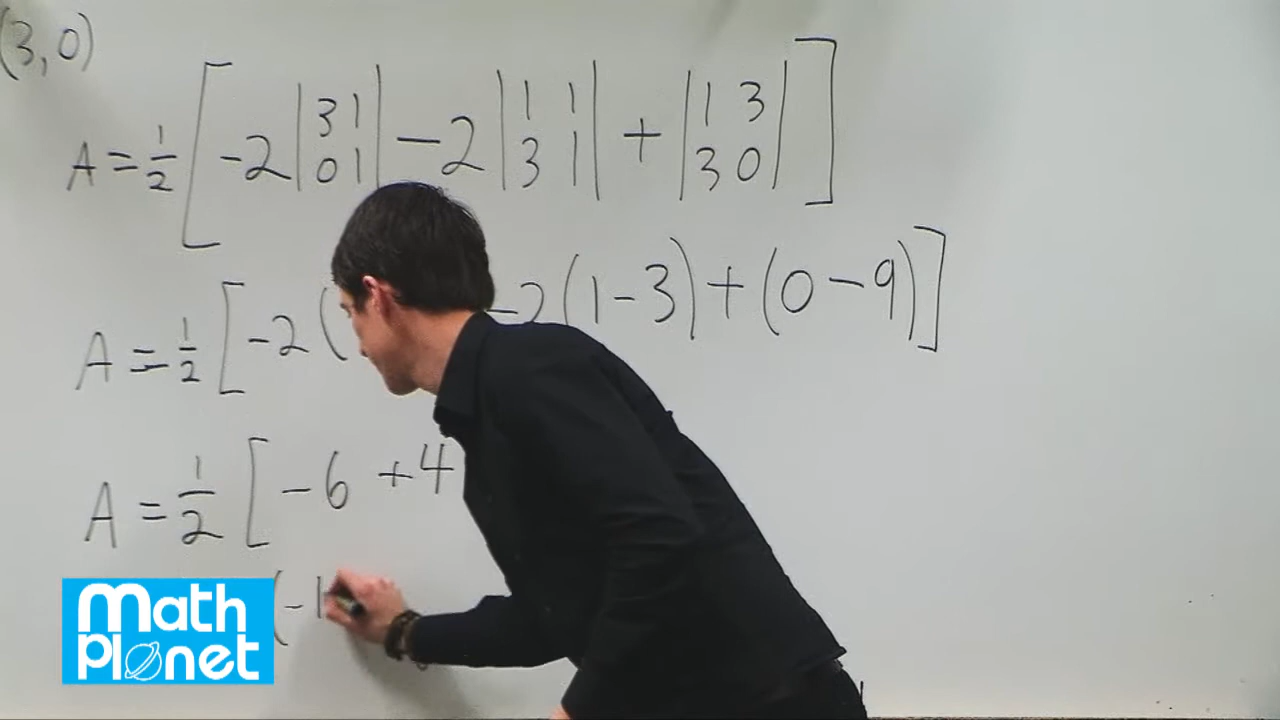 (3,0)
A = 1/2 [ -2 |3 1; 0 1| - 2 |1 1; 3 1| + |1 3; 3 0| ]
A = 1/2 [ -2 ( -2 (1 - 3) + (0 - 9) ]
A = 1/2 [ -6 + 4
(-1
Math
Planet